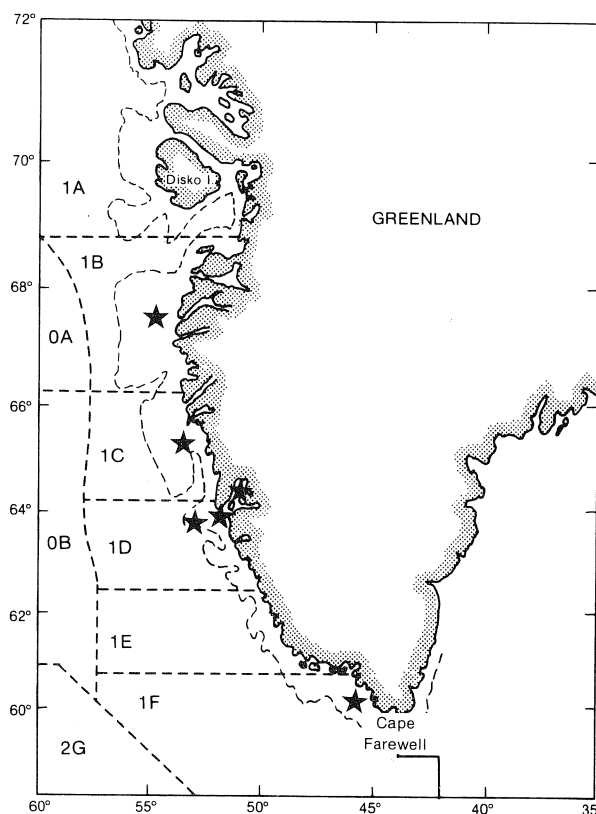 72°
70°
1A
Disko I.
GREENLAND
1B
68°
0A
66°
1C
64°
0B
1D
62°
1E
60°
1F
2G
Cape
Farewell
60°
55°
50°
45°
40°
35